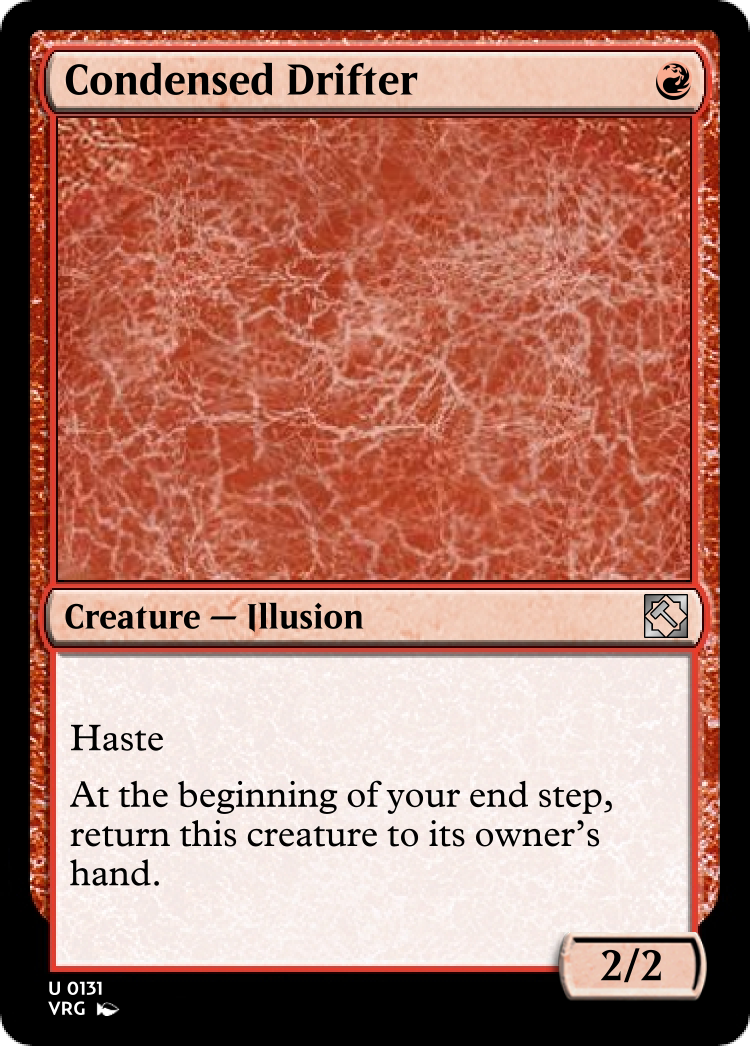 Condensed Drifter
Creature — Illusion
Haste
At the beginning of your end step,
return this creature to its owner's
hand.
2/2
U 0131
VRG